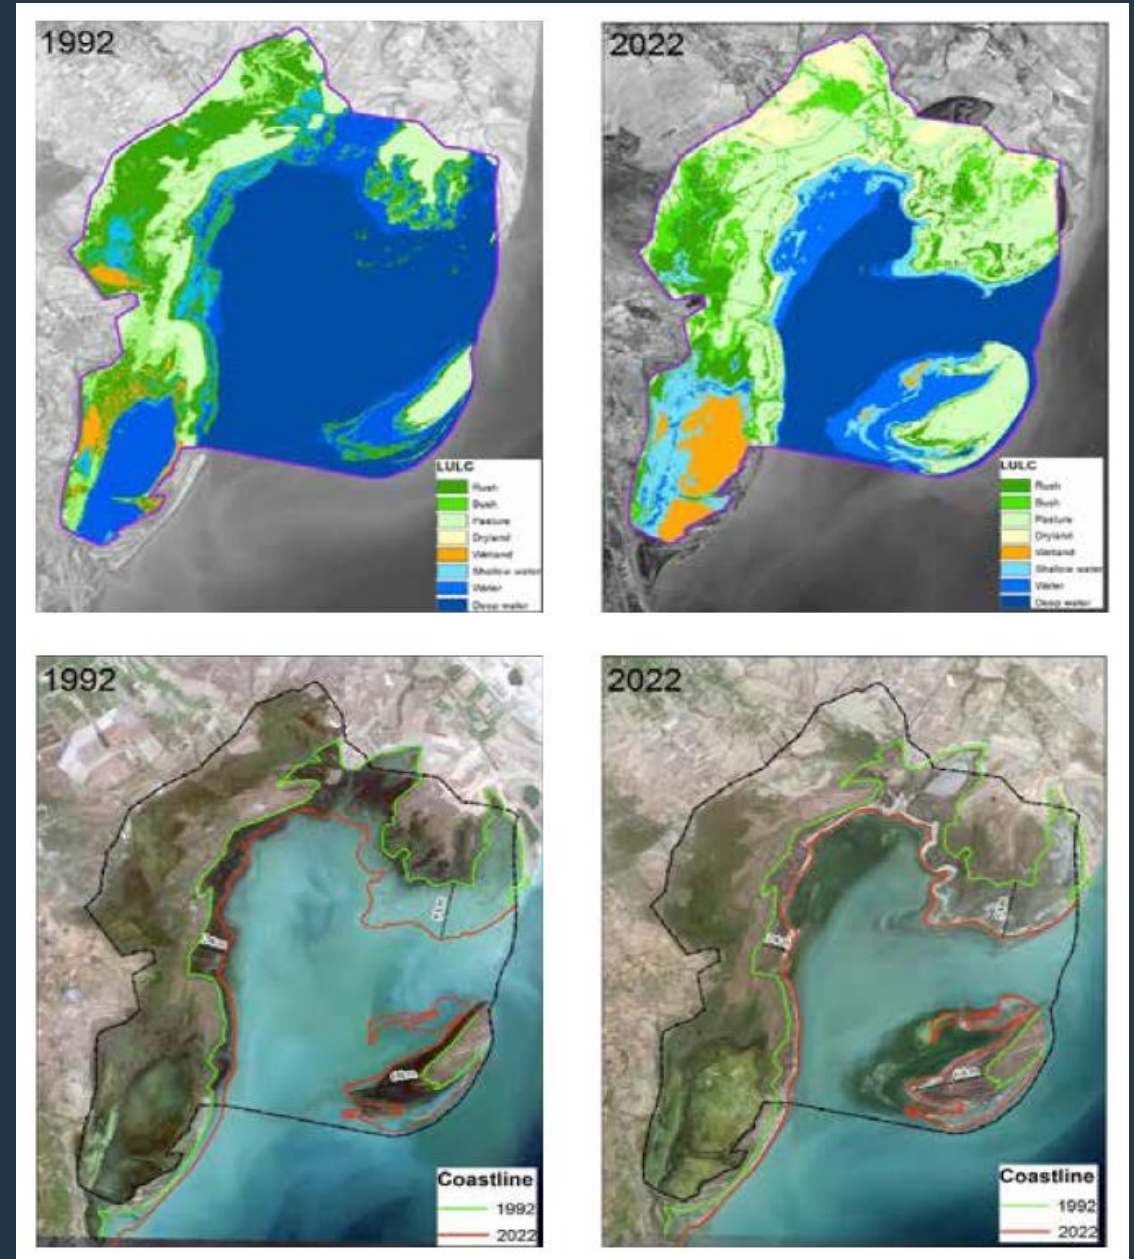 1992
LULC
Rush
Bush
Pasture
Dryland
Wetland
Shallow water
Water
Deep water
2022
LULC
Rush
Bush
Pasture
Dryland
Wetland
Shallow water
Water
Deep water
1992
Coastline
1992
2022
2022
Coastline
1992
2022